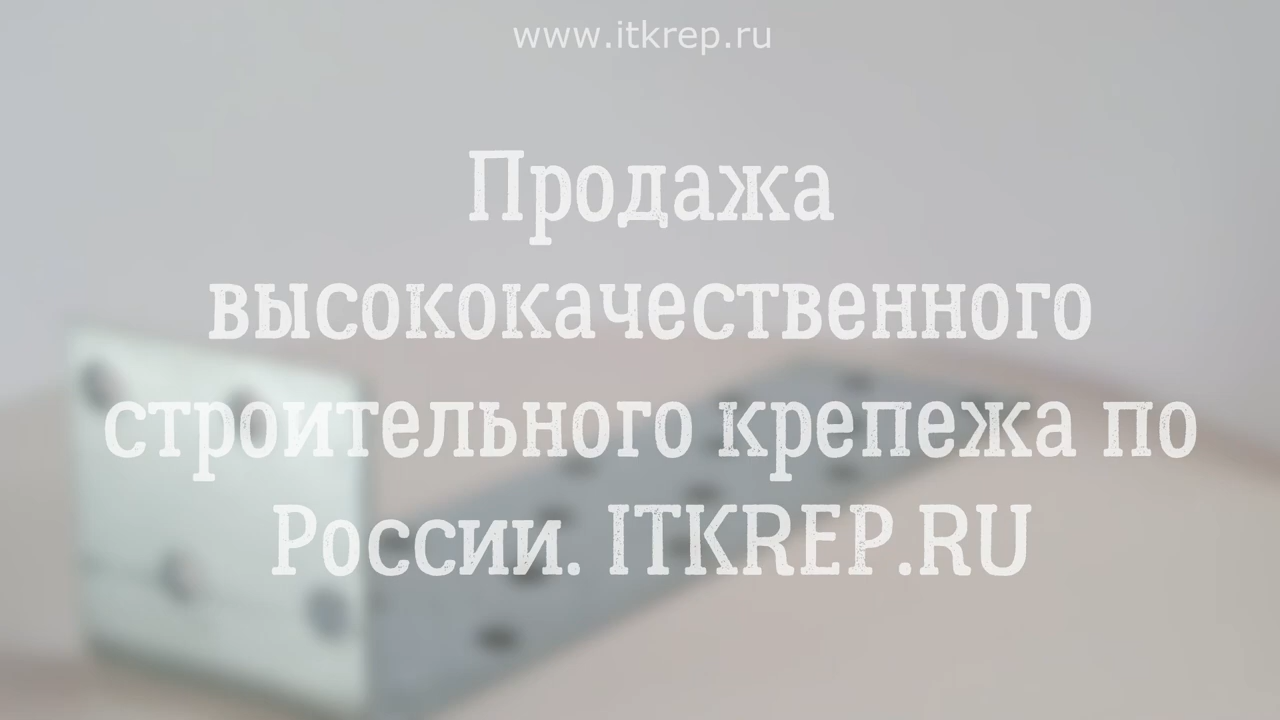 www.itkrep.ru
Продажа
высококачественного
строительного крепежа по
России. ITKREP.RU